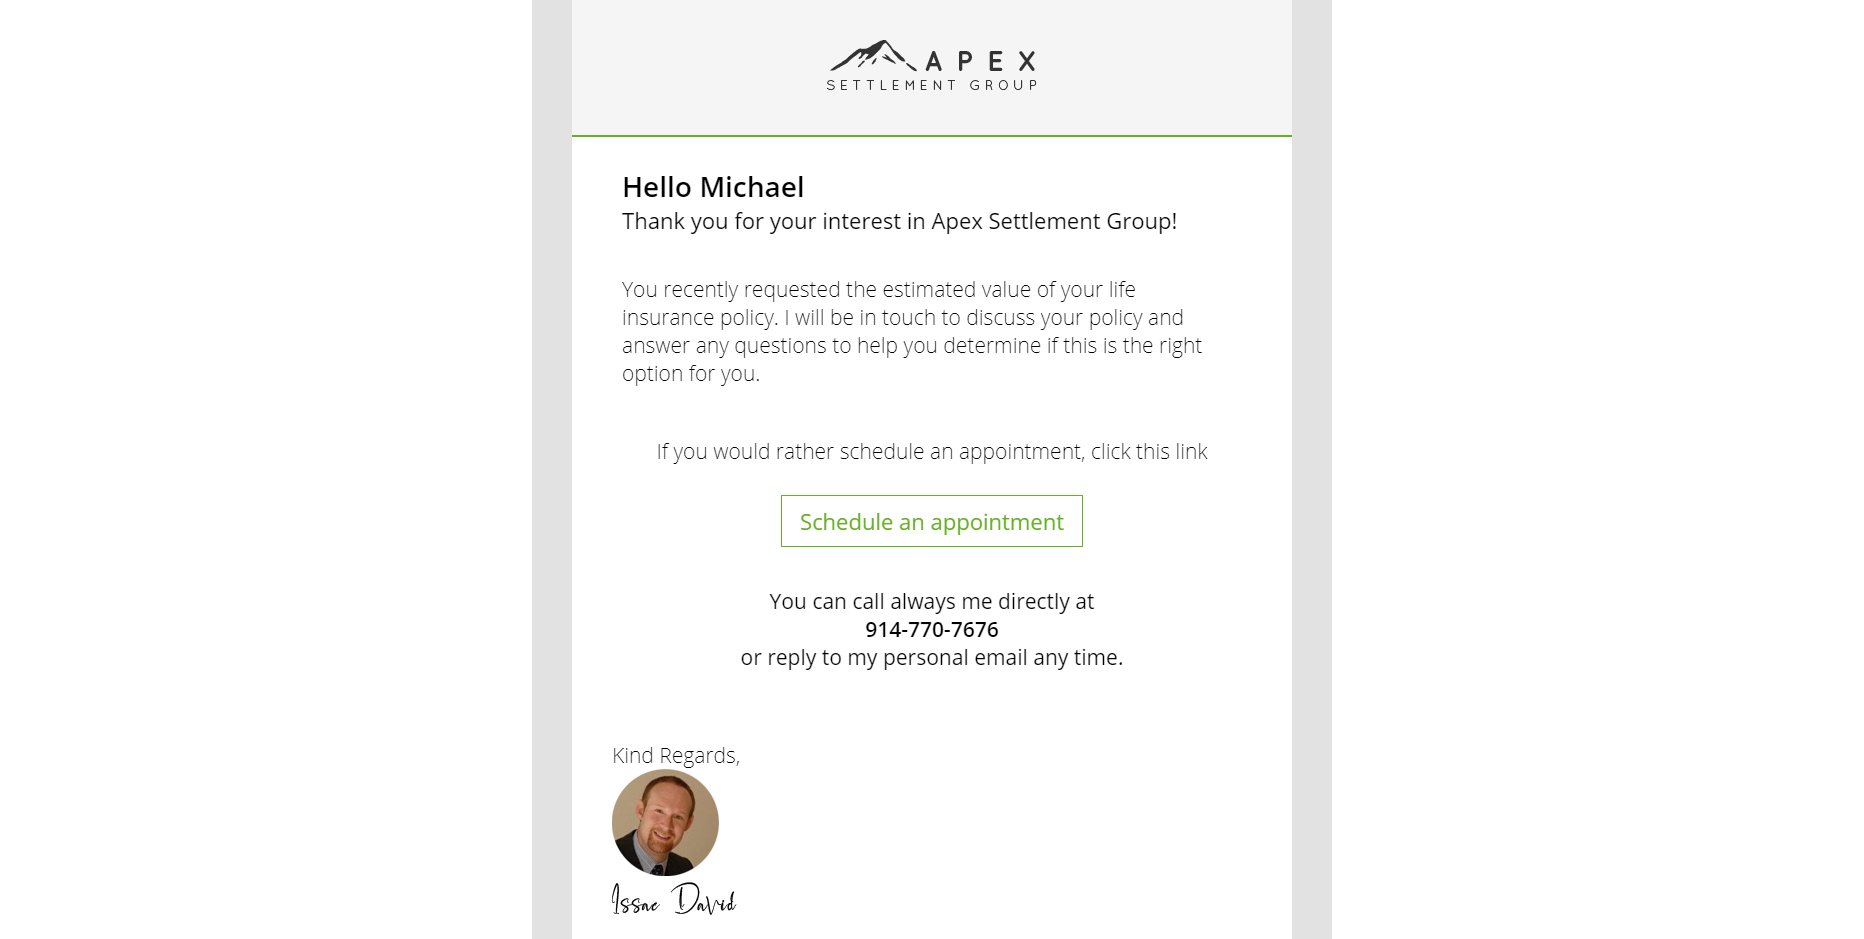 APEX
SETTLEMENT GROUP
Hello Michael
Thank you for your interest in Apex Settlement Group!
You recently requested the estimated value of your life
insurance policy. I will be in touch to discuss your policy and
answer any questions to help you determine if this is the right
option for you.
If you would rather schedule an appointment, click this link
Schedule an appointment
You can call always me directly at
914-770-7676
or reply to my personal email any time.
Kind Regards,
Issac David